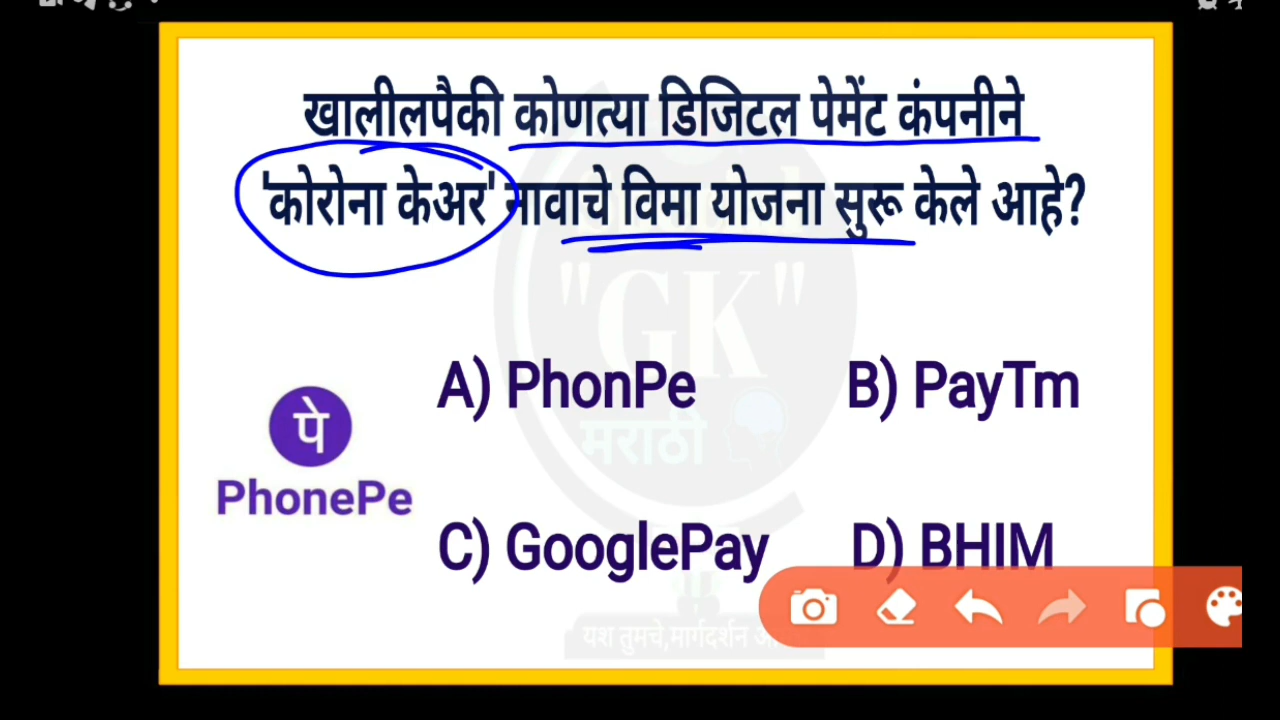 खालीलपैकी कोणत्या डिजिटल पेमेंट कंपनीने
'कोरोना केअर' नावाचे विमा योजना सुरू केले आहे?
"GK"
मराठी
A) PhonPe
B) PayTm
पे
PhonePe
C) GooglePay
D) BHIM
यश तुमचे,मार्गदर्शन